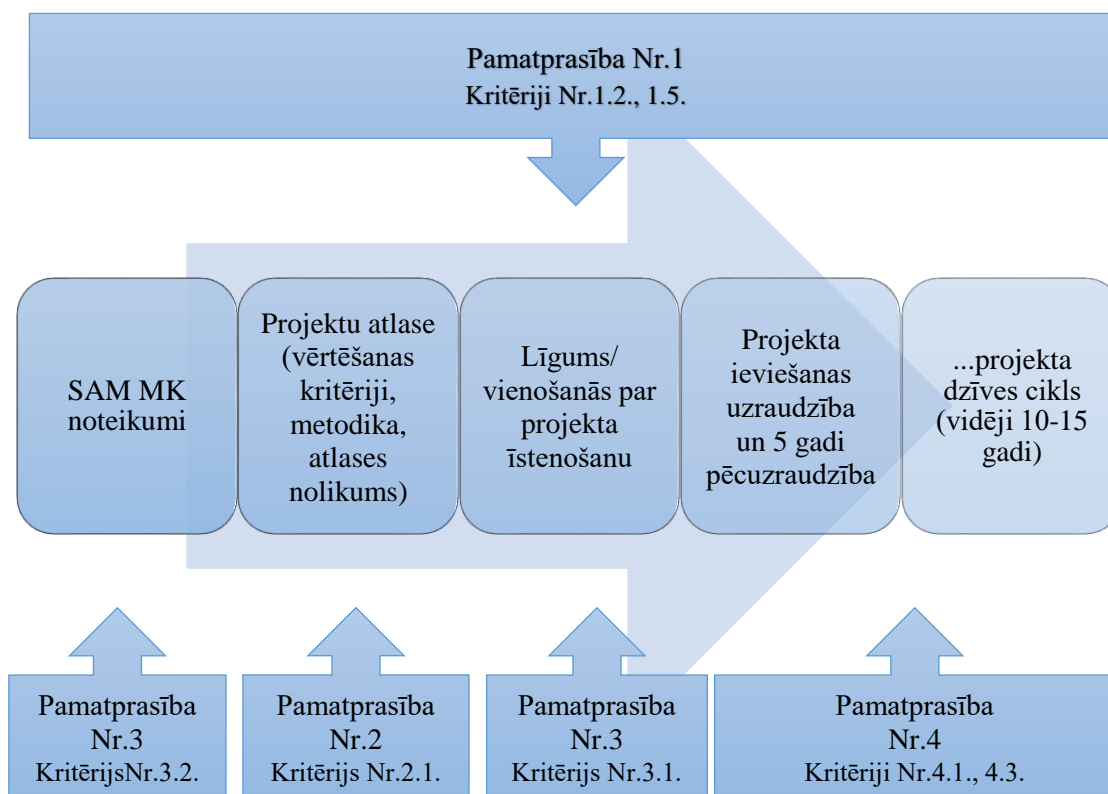 Pamatprasība Nr.1
Kritēriji Nr.1.2., 1.5.
SAM MK
noteikumi
Projektu atlase
(vērtēšanas
kritēriji,
metodika,
atlases
nolikums)
Līgums/
vienošanās par
projekta
īstenošanu
Projekta
ieviešanas
uzraudzība
un 5 gadi
pēcuzraudzība
...projekta
dzīves cikls
(vidēji 10-15
gadi)
Pamatprasība
Nr.3
KritērijsNr.3.2.
Pamatprasība
Nr.2
Kritērijs Nr.2.1.
Pamatprasība
Nr.3
Kritērijs Nr.3.1.
Pamatprasība
Nr.4
Kritēriji Nr.4.1., 4.3.